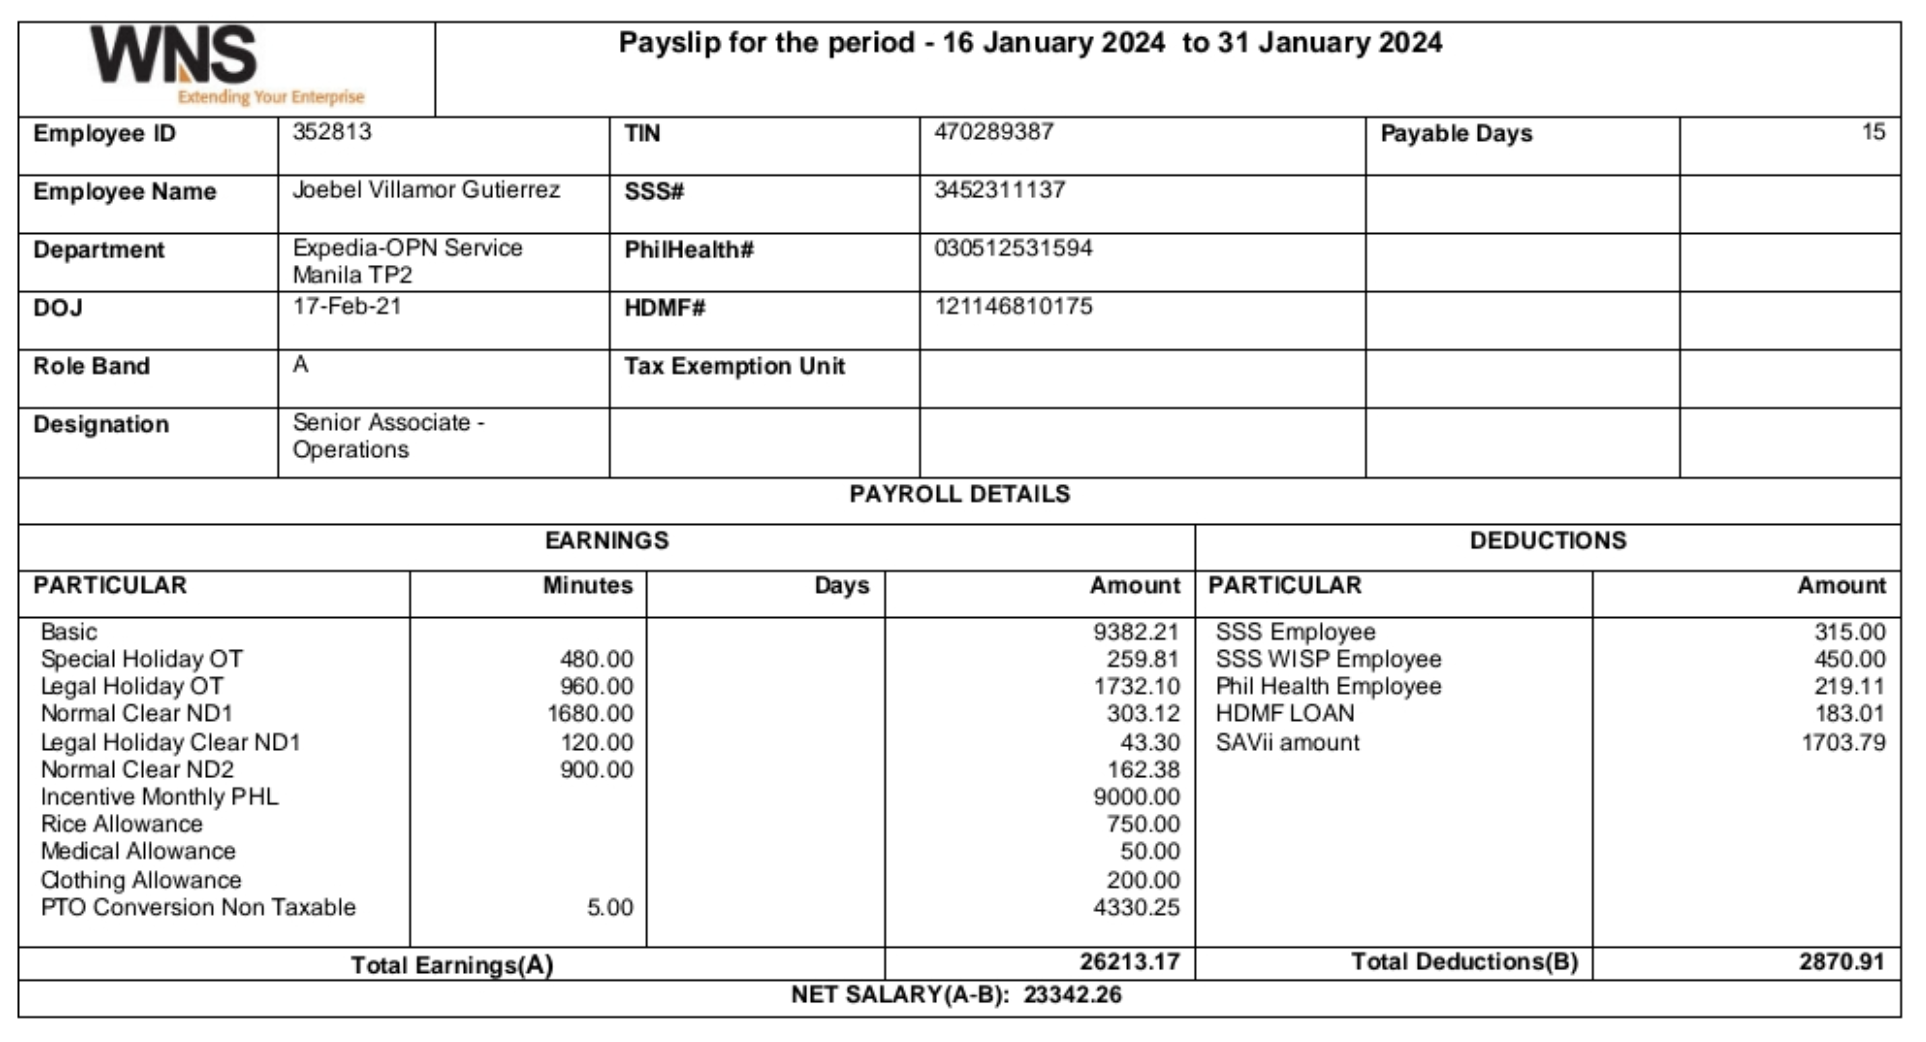 WNS
Extending Your Enterprise
Payslip for the period - 16 January 2024 to 31 January 2024
Employee ID 352813 TIN 470289387 Payable Days 15
Employee Name Joebel Villamor Gutierrez SSS# 3452311137
Department Expedia-OPN Service Manila TP2 PhilHealth# 030512531594
DOJ 17-Feb-21 HDMF# 121146810175
Role Band A Tax Exemption Unit
Designation Senior Associate - Operations
PAYROLL DETAILS
EARNINGS DEDUCTIONS
PARTICULAR Minutes Days Amount PARTICULAR Amount
Basic 9382.21 SSS Employee 315.00
Special Holiday OT 480.00 259.81 SSS WISP Employee 450.00
Legal Holiday OT 960.00 1732.10 Phil Health Employee 219.11
Normal Clear ND1 1680.00 303.12 HDMF LOAN 183.01
Legal Holiday Clear ND1 120.00 43.30 SAVii amount 1703.79
Normal Clear ND2 900.00 162.38
Incentive Monthly PHL 9000.00
Rice Allowance 750.00
Medical Allowance 50.00
Clothing Allowance 200.00
PTO Conversion Non Taxable 5.00 4330.25
Total Earnings(A) 26213.17 Total Deductions(B) 2870.91
NET SALARY(A-B): 23342.26